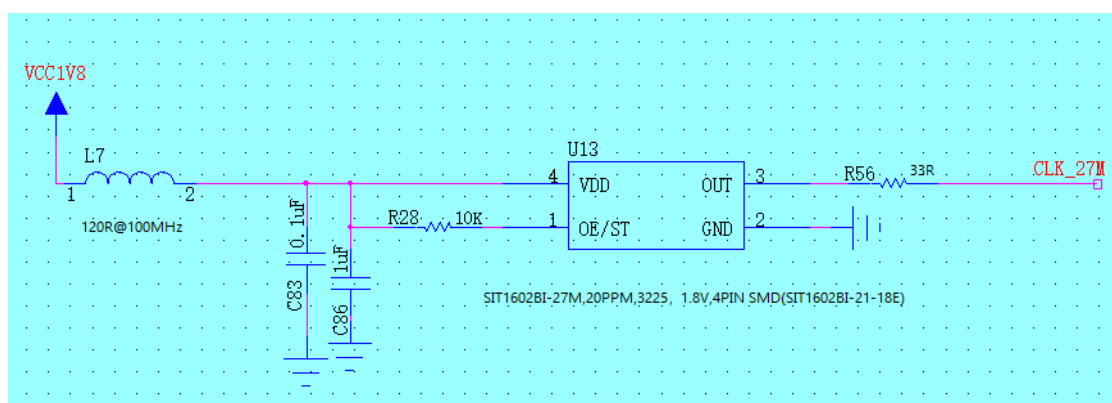 VCC1V8
L7
1
2
120R@100MHz
0.1uF
C83
1uF
C86
R28
10K
U13
4
VDD
OUT
3
1
OE/ST
GND
2
R56
33R
CLK_27M
SIT1602BI-27M,20PPM,3225, 1.8V,4PIN SMD(SIT1602BI-21-18E)